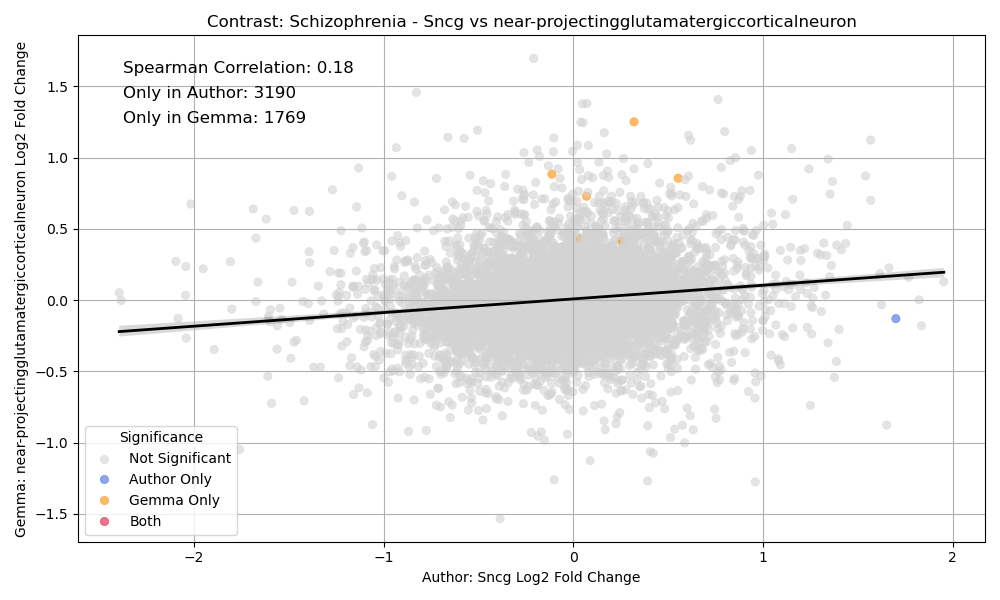 Contrast: Schizophrenia - Sncg vs near-projectingglutamatergiccorticalneuron
Spearman Correlation: 0.18
Only in Author: 3190
Only in Gemma: 1769
Gemma: near-projectingglutamatergiccorticalneuron Log2 Fold Change
1.5
1.0
0.5
0.0
−0.5
−1.0
−1.5
Significance
Not Significant
Author Only
Gemma Only
Both
−2
−1
0
1
2
Author: Sncg Log2 Fold Change